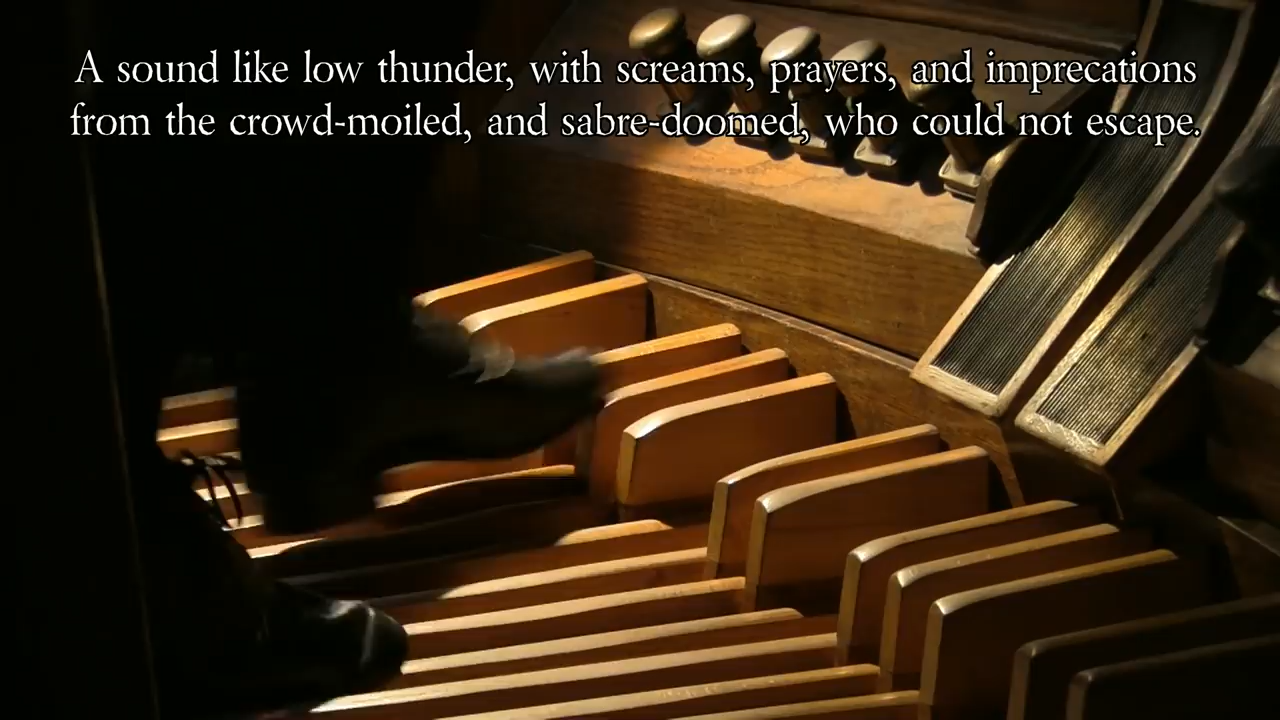 A sound like low thunder, with screams, prayers, and imprecations
from the crowd-moiled, and sabre-doomed, who could not escape.